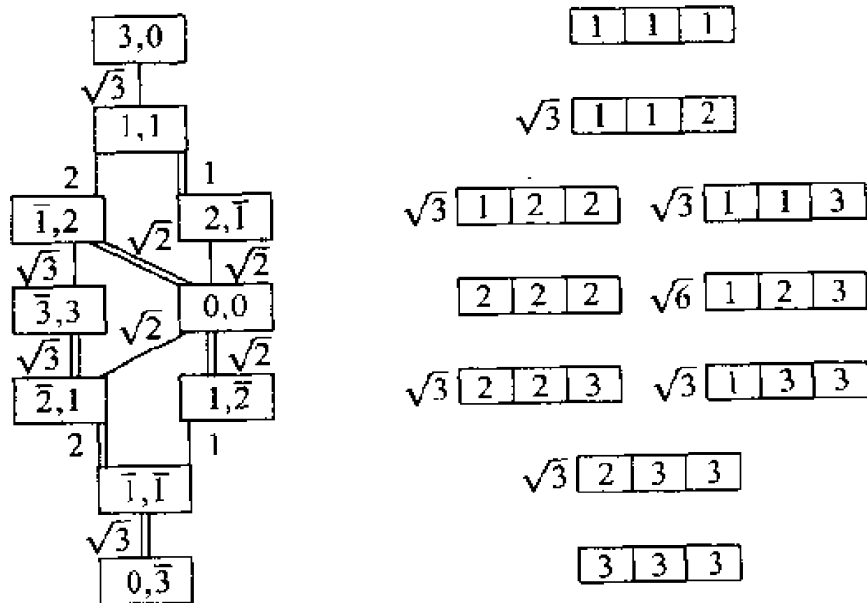 3,0
1 1 1
√3
1,1
√3 1 1 2
2 1
1̅,2 2,1̅
√3 1 2 2 √3 1 1 3
√2
√3 √2
3̅,3 0,0
2 2 2 √6 1 2 3
√2
√3 √2
2̅,1 1,2̅
√3 2 2 3 √3 1 3 3
2 1
1̅,1̅
√3 2 3 3
√3
0,3̅
3 3 3